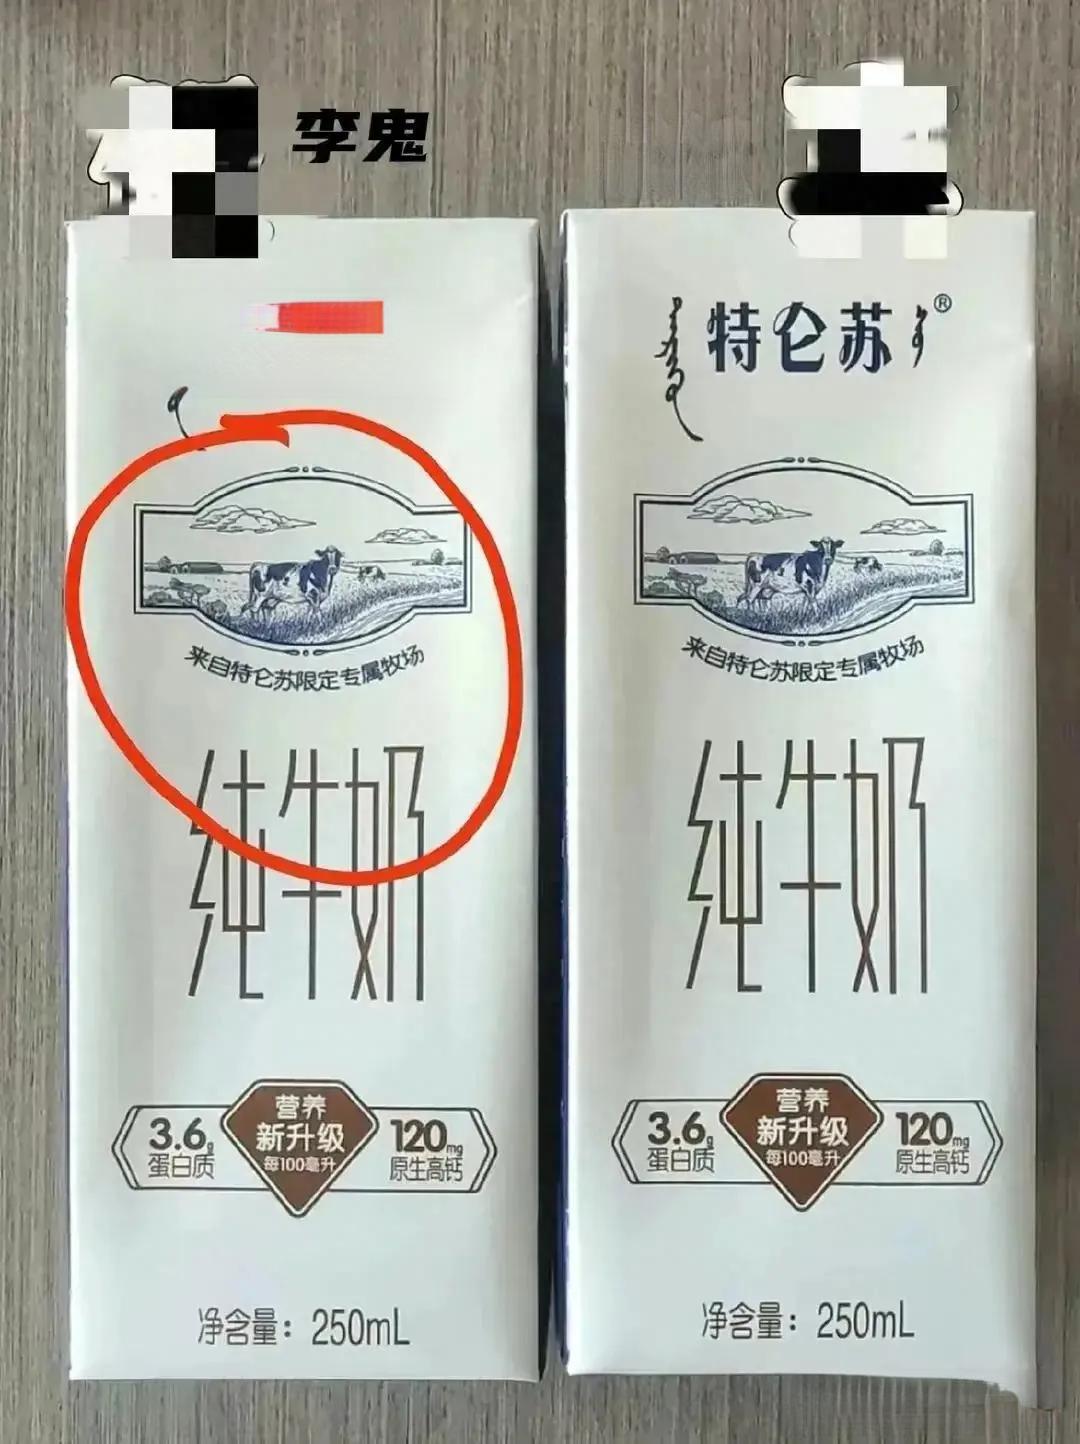 李鬼
来自特仑苏限定专属牧场
纯牛奶
3.6g
蛋白质
营养
新升级
每100毫升
120mg
原生高钙
净含量：250mL
特仑苏®
来自特仑苏限定专属牧场
纯牛奶
3.6g
蛋白质
营养
新升级
每100毫升
120mg
原生高钙
净含量：250mL